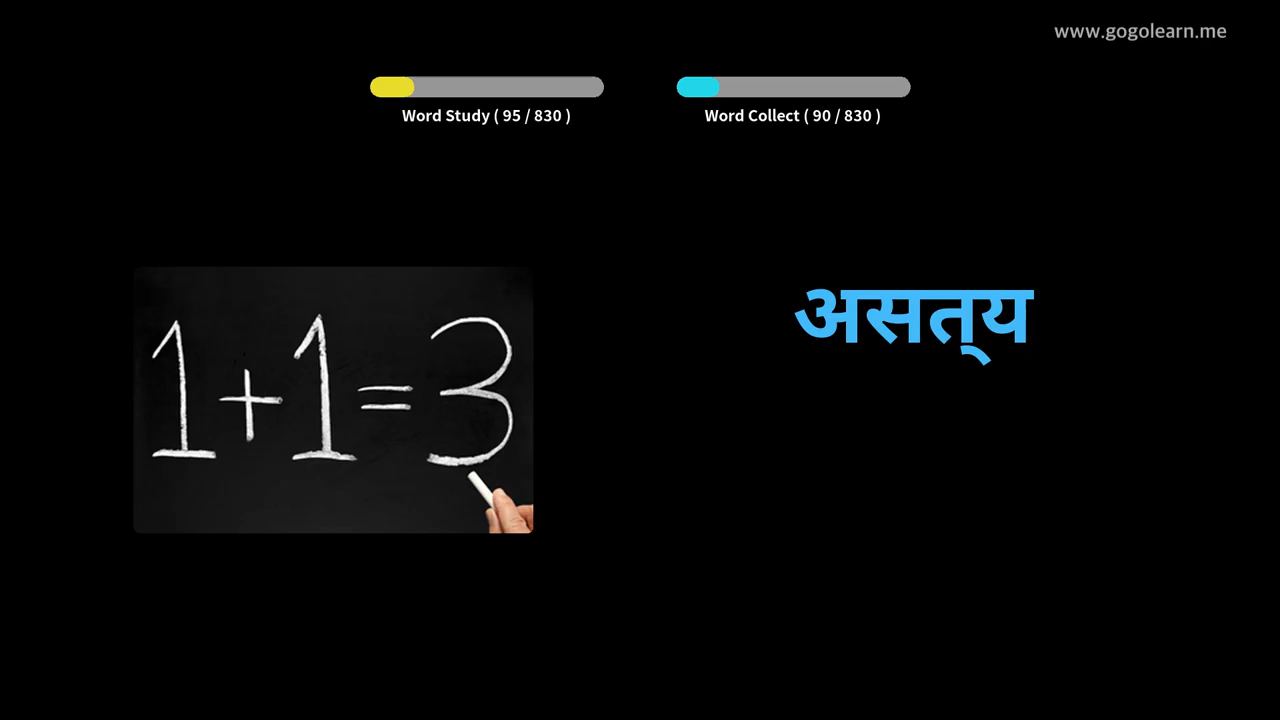 www.gogolearn.me
Word Study ( 95 / 830 )
Word Collect ( 90 / 830 )
1+1=3
असत्‌य